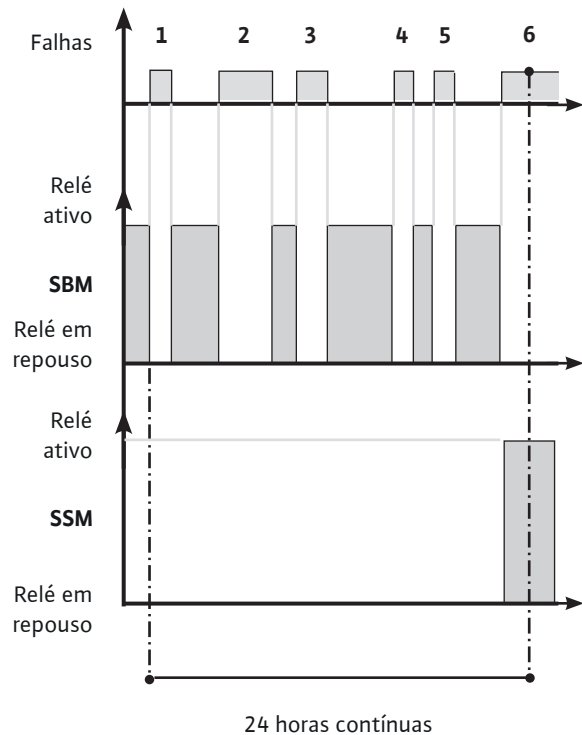 Falhas
1 2 3 4 5 6
Relé
ativo
SBM
Relé em
repouso
Relé
ativo
SSM
Relé em
repouso
24 horas contínuas